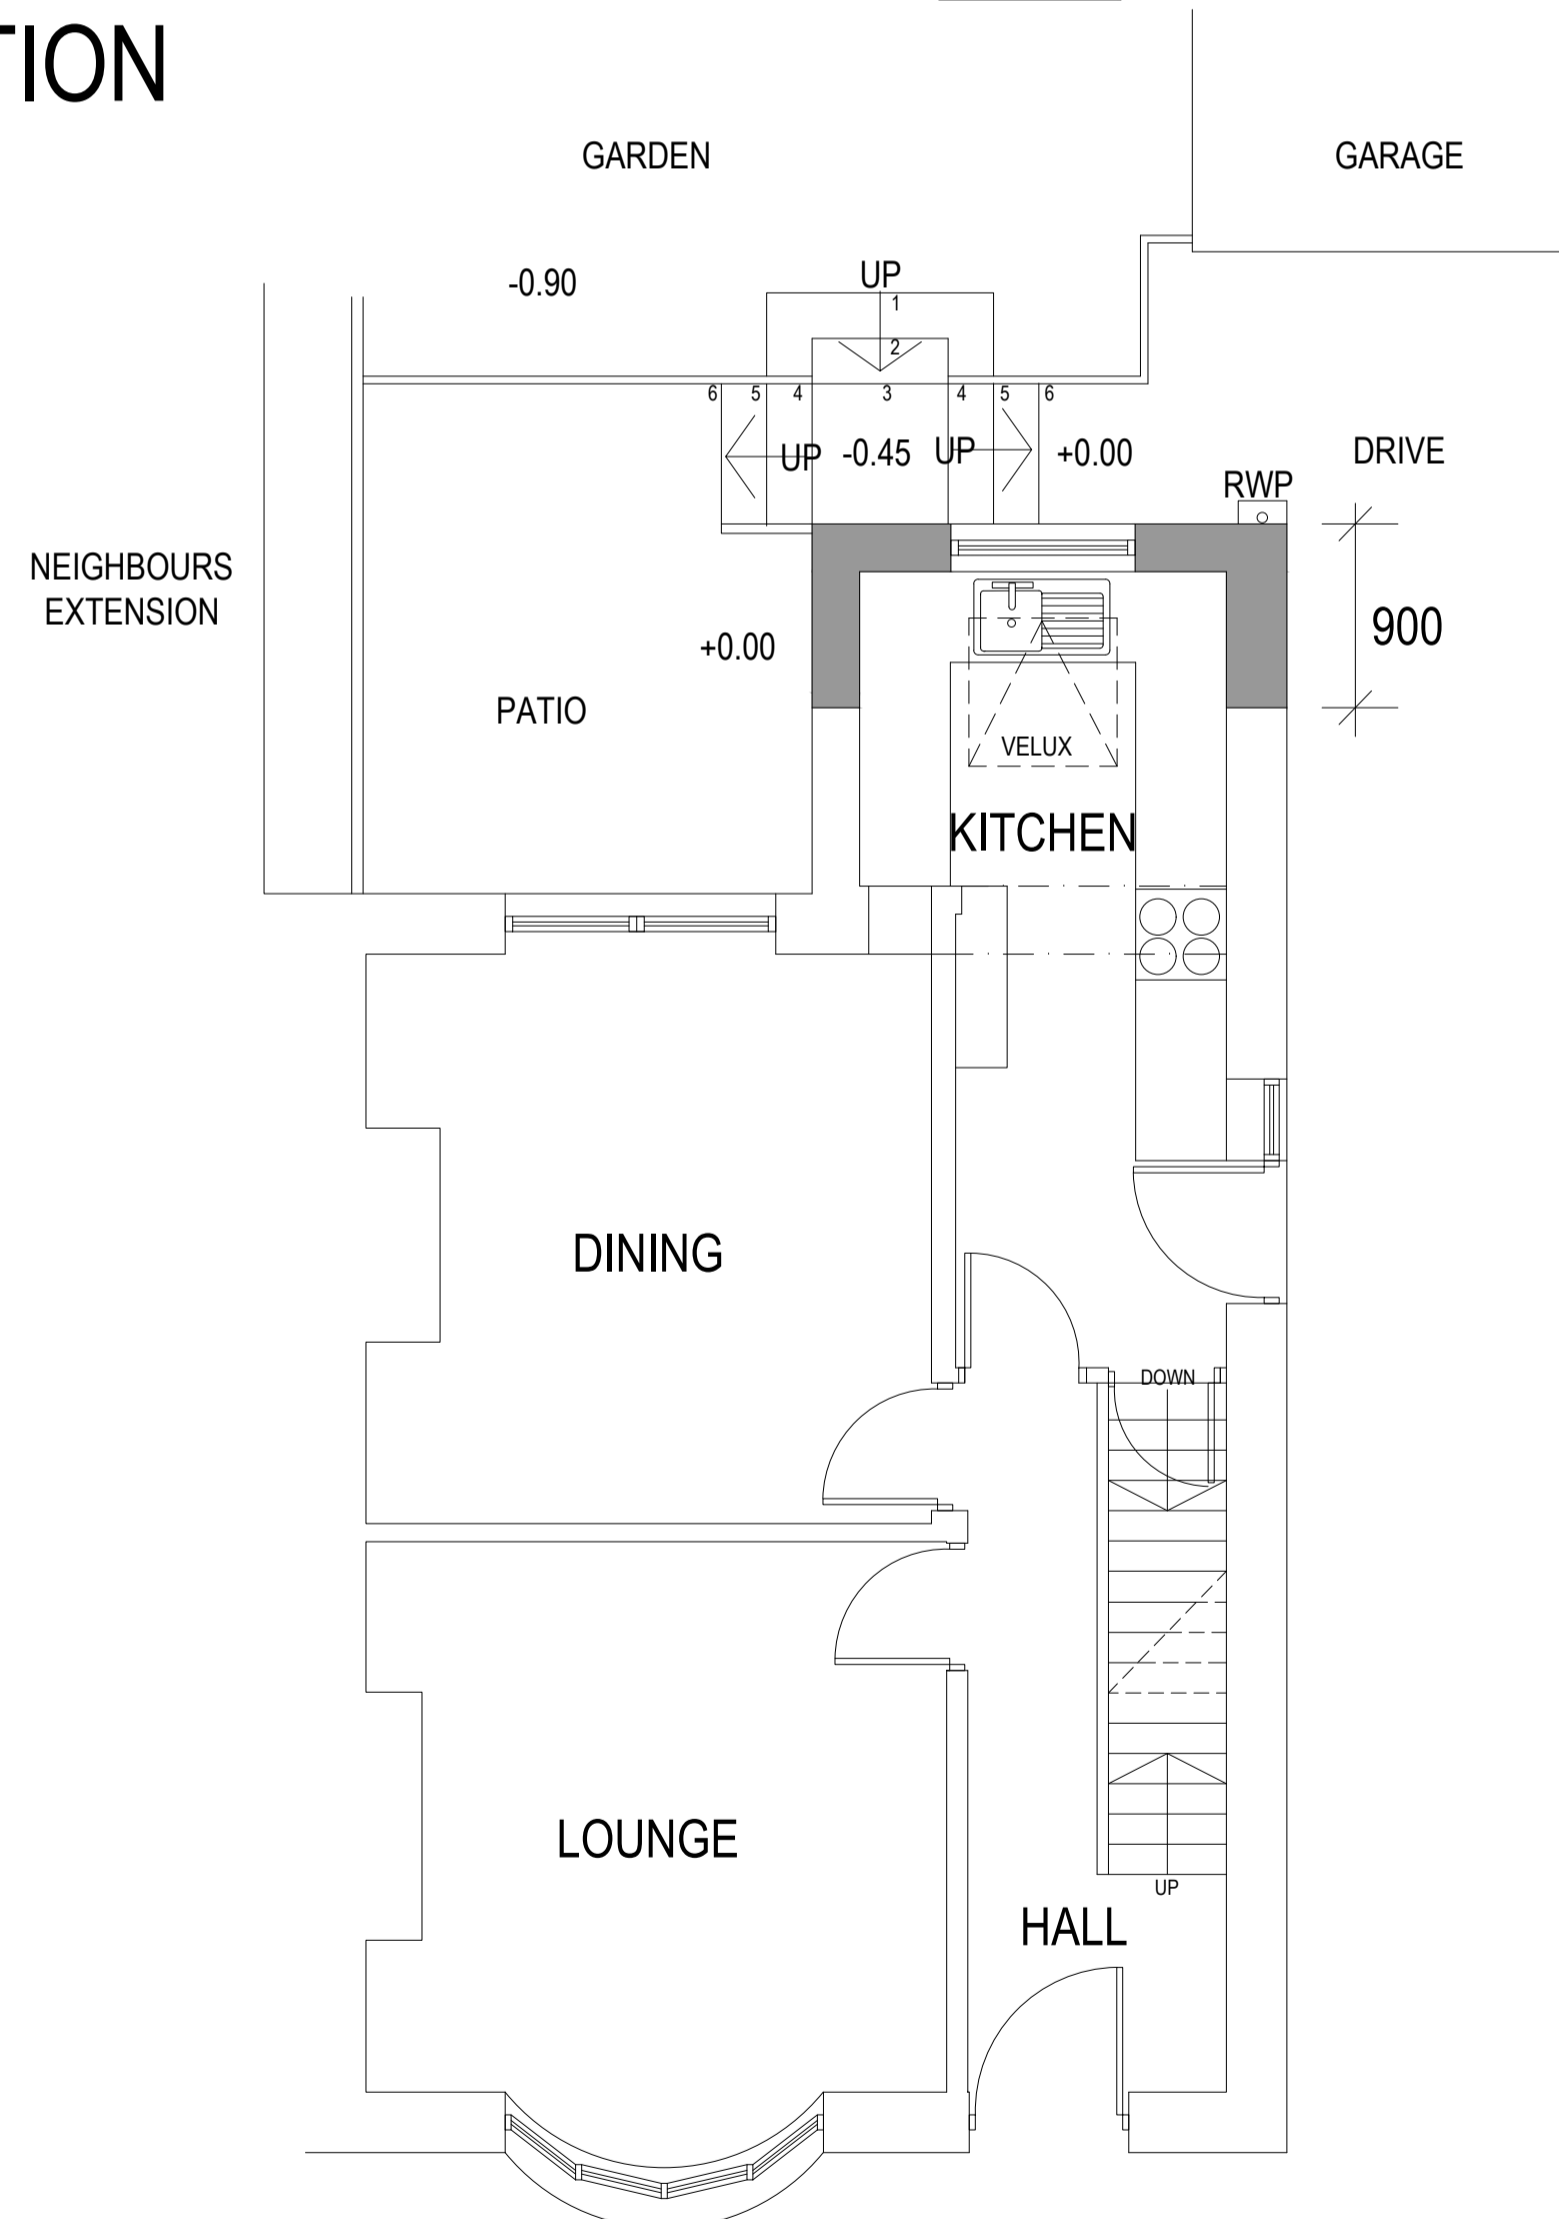 TION
GARDEN
GARAGE
-0.90
UP
1
2
6 5 4 3 4 5 6
UP -0.45 UP +0.00
DRIVE
RWP
NEIGHBOURS
EXTENSION
900
+0.00
PATIO
VELUX
KITCHEN
DINING
DOWN
LOUNGE
UP
HALL